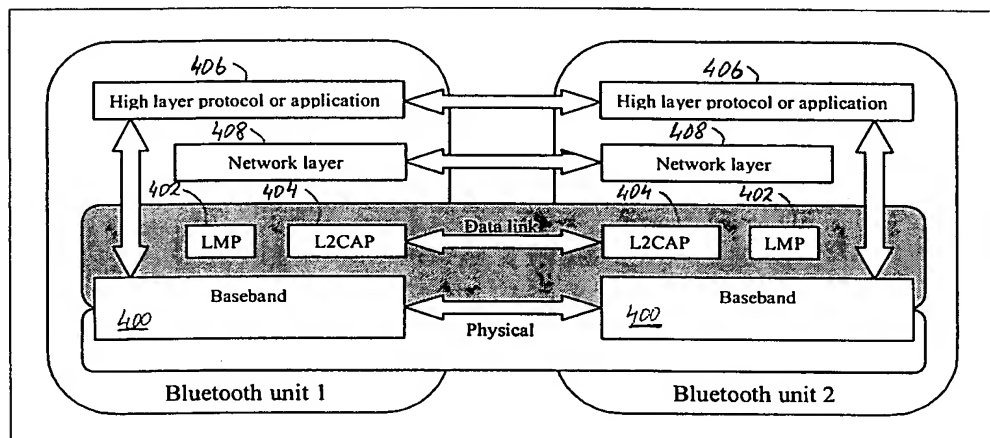 406 406
High layer protocol or application High layer protocol or application
408 408
Network layer Network layer
402 404 404 402
LMP L2CAP Data link L2CAP LMP
Baseband Baseband
400 Physical 400
Bluetooth unit 1 Bluetooth unit 2